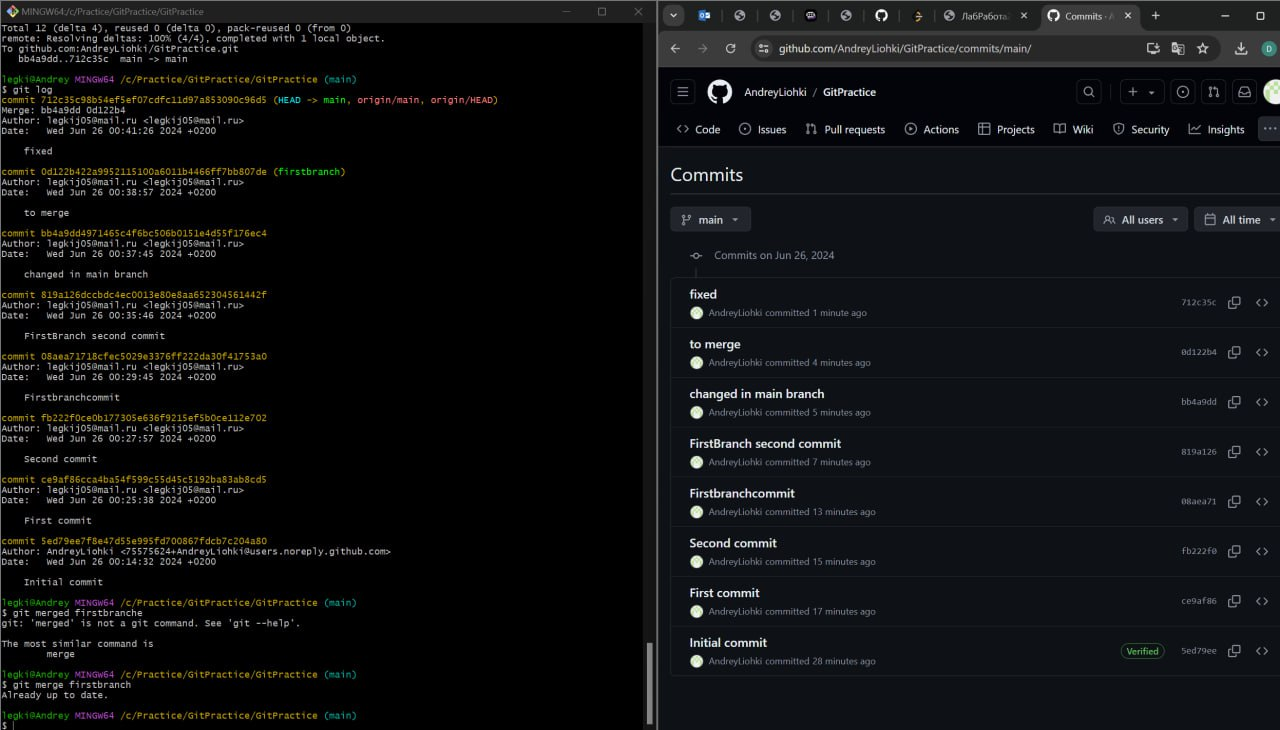 MINGW64:/c/Practice/GitPractice/GitPractice
Total 12 (delta 4), reused 0 (delta 0), pack-reused 0 (from 0)
remote: Resolving deltas: 100% (4/4), completed with 1 local object.
To github.com:AndreyLiohki/GitPractice.git
bb4a9dd..712c35c main -> main
legki@Andrey MINGW64 /c/Practice/GitPractice/GitPractice (main)
$ git log
commit 712c35c98b54ef5ef07cdfc11d97a853090c96d5 (HEAD -> main, origin/main, origin/HEAD)
Merge: bb4a9dd 0d122b4
Author: legkij05@mail.ru <legkij05@mail.ru>
Date: Wed Jun 26 00:41:26 2024 +0200
fixed
commit 0d122b422a9952115100a6011b4466ff7bb807de (firstbranch)
Author: legkij05@mail.ru <legkij05@mail.ru>
Date: Wed Jun 26 00:38:57 2024 +0200
to merge
commit bb4a9dd4971465c4f6bc506b0151e4d55f176ec4
Author: legkij05@mail.ru <legkij05@mail.ru>
Date: Wed Jun 26 00:37:45 2024 +0200
changed in main branch
commit 819a126dccbdc4ec0013e80e8aa652304561442f
Author: legkij05@mail.ru <legkij05@mail.ru>
Date: Wed Jun 26 00:35:46 2024 +0200
FirstBranch second commit
commit 08aea71718cfec5029e3376ff222da30f41753a0
Author: legkij05@mail.ru <legkij05@mail.ru>
Date: Wed Jun 26 00:29:45 2024 +0200
Firstbranchcommit
commit fb222f0ce0b177305e636f9215ef5b0ce112e702
Author: legkij05@mail.ru <legkij05@mail.ru>
Date: Wed Jun 26 00:27:57 2024 +0200
Second commit
commit ce9af86cca4ba54f599c55d45c5192ba83ab8cd5
Author: legkij05@mail.ru <legkij05@mail.ru>
Date: Wed Jun 26 00:25:38 2024 +0200
First commit
commit 5ed79ee7f8e47d55e995fd700867fdcb7c204a80
Author: AndreyLiohki <75575624+AndreyLiohki@users.noreply.github.com>
Date: Wed Jun 26 00:14:32 2024 +0200
Initial commit
legki@Andrey MINGW64 /c/Practice/GitPractice/GitPractice (main)
$ git merged firstbranche
git: 'merged' is not a git command. See 'git --help'.
The most similar command is
merge
legki@Andrey MINGW64 /c/Practice/GitPractice/GitPractice (main)
$ git merge firstbranch
Already up to date.
legki@Andrey MINGW64 /c/Practice/GitPractice/GitPractice (main)
$
ЛабРабота Commits
github.com/AndreyLiohki/GitPractice/commits/main/
D
AndreyLiohki / GitPractice
Code Issues Pull requests Actions Projects Wiki Security Insights
Commits
main All users All time
Commits on Jun 26, 2024
fixed
AndreyLiohki committed 1 minute ago 712c35c
to merge
AndreyLiohki committed 4 minutes ago 0d122b4
changed in main branch
AndreyLiohki committed 5 minutes ago bb4a9dd
FirstBranch second commit
AndreyLiohki committed 7 minutes ago 819a126
Firstbranchcommit
AndreyLiohki committed 13 minutes ago 08aea71
Second commit
AndreyLiohki committed 15 minutes ago fb222f0
First commit
AndreyLiohki committed 17 minutes ago ce9af86
Initial commit
AndreyLiohki committed 28 minutes ago Verified 5ed79ee